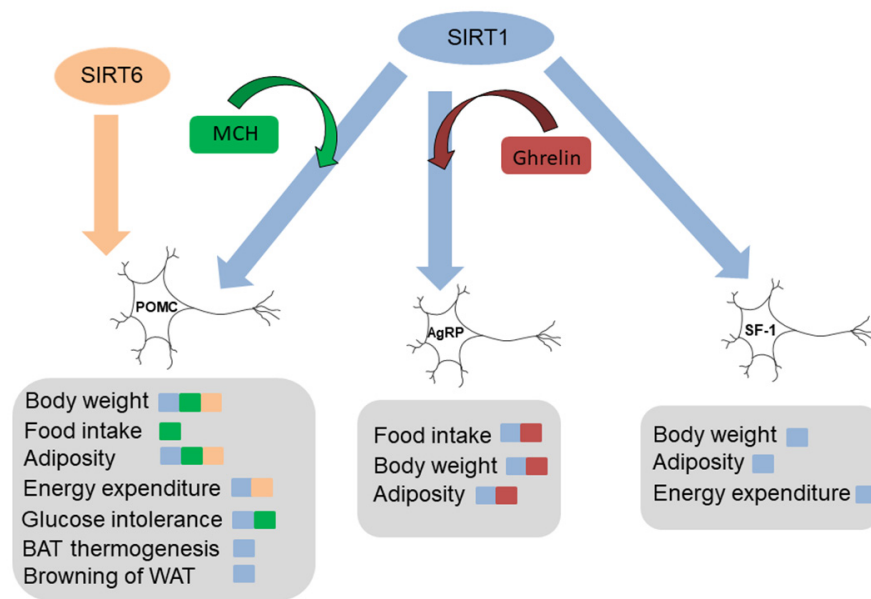 SIRT1
SIRT6
MCH
Ghrelin
POMC
AgRP
SF-1
Body weight
Food intake
Adiposity
Energy expenditure
Glucose intolerance
BAT thermogenesis
Browning of WAT
Food intake
Body weight
Adiposity
Body weight
Adiposity
Energy expenditure